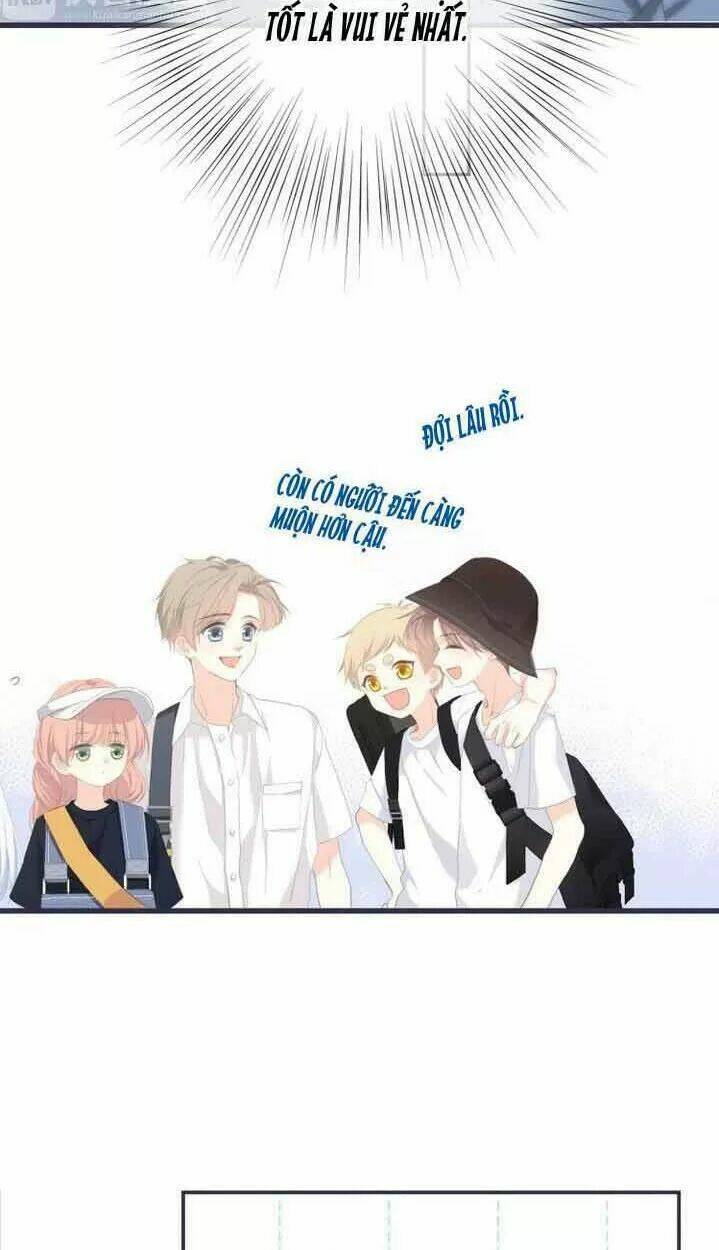 TỐT LÀ VUI VẺ NHẤT.
ĐỢI LÂU RỒI.
CÒN CÓ NGƯỜI ĐẾN CÀNG
MUỘN HƠN CẬU.